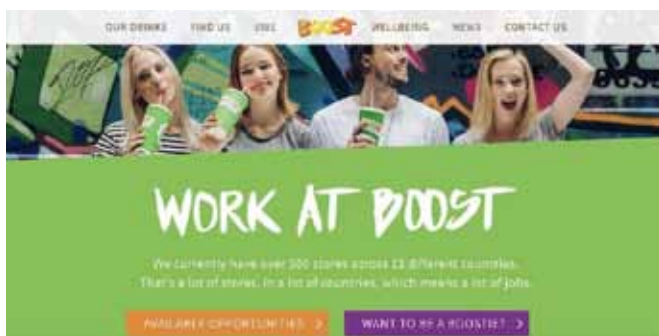 OUR DRINKS FIND US VIBE BOOST WELLBEING NEWS CONTACT US
WORK AT BOOST
We currently have over 500 stores across 13 different countries.
That's a lot of stores, in a lot of countries, which means a lot of jobs.
AVAILABLE OPPORTUNITIES > WANT TO BE A BOOSTIE? >